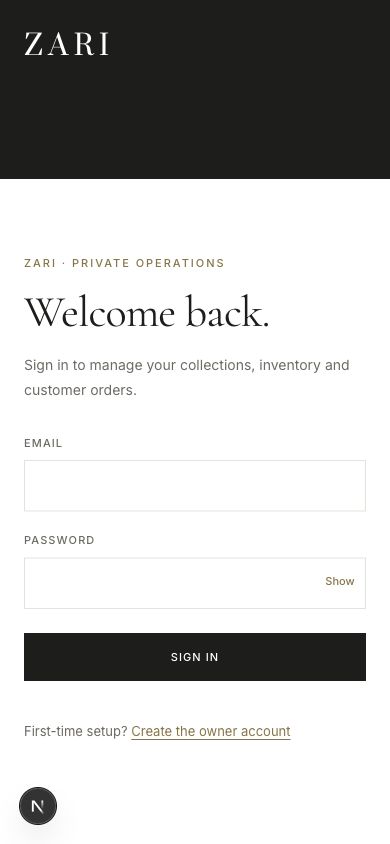 ZARI
ZARI · PRIVATE OPERATIONS
Welcome back.
Sign in to manage your collections, inventory and
customer orders.
EMAIL
PASSWORD
Show
SIGN IN
First-time setup? Create the owner account
N